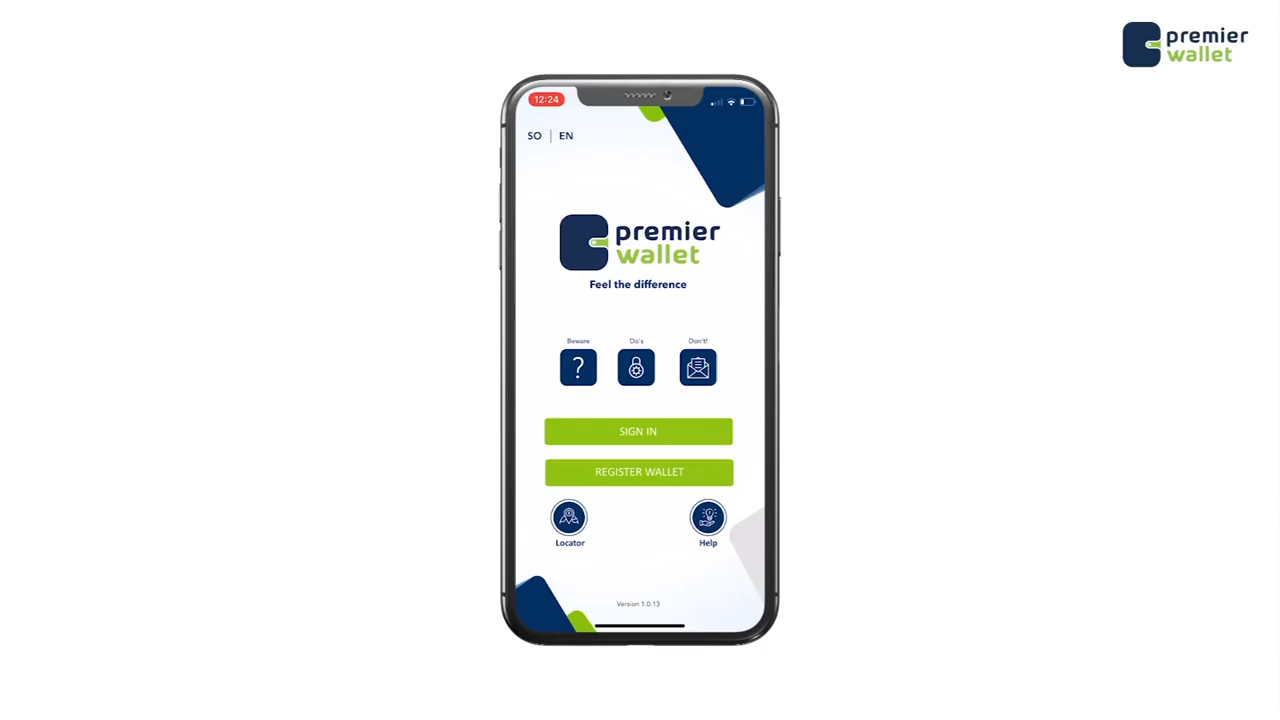 premier
wallet
12:24
SO | EN
premier
wallet
Feel the difference
Beware
Do's
Don't!
SIGN IN
REGISTER WALLET
Locator
Help
Version 1.0.13